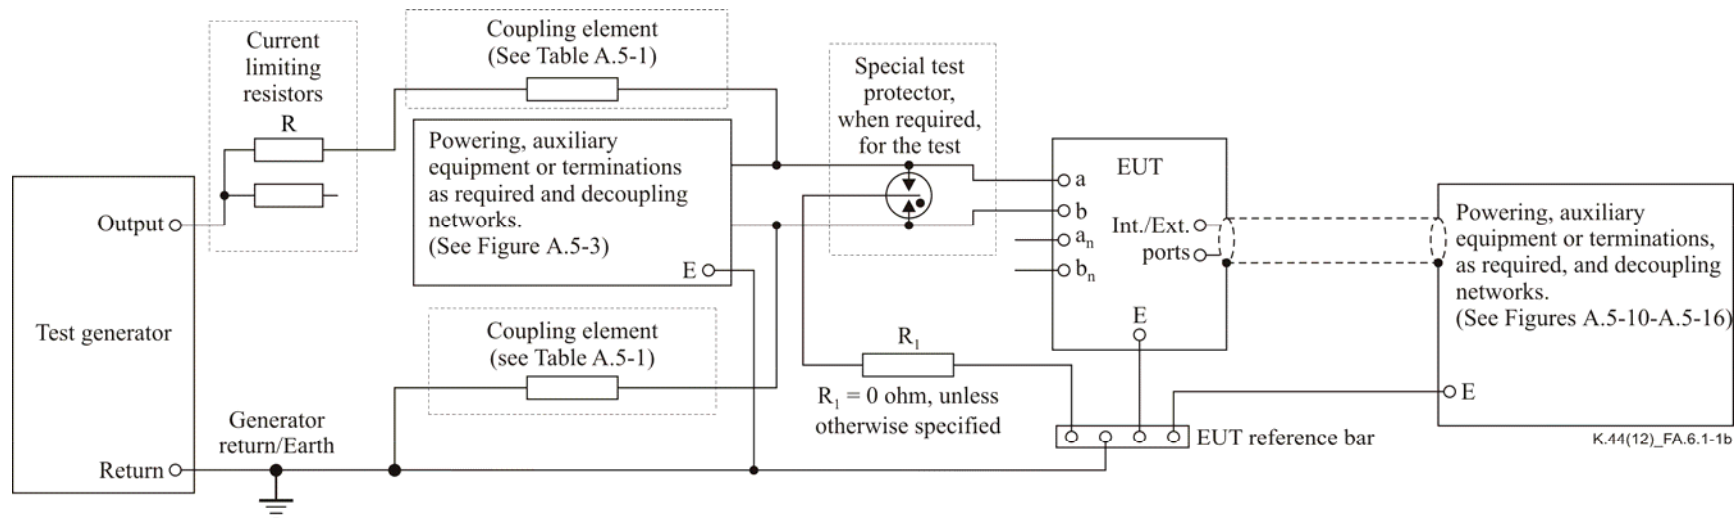 Current
limiting
resistors
R
Coupling element
(See Table A.5-1)
Powering, auxiliary
equipment or terminations
as required and decoupling
networks.
(See Figure A.5-3)
E
Special test
protector,
when required,
for the test
EUT
a
b
aₙ
bₙ
Int./Ext.
ports
E
Powering, auxiliary
equipment or terminations,
as required, and decoupling
networks.
(See Figures A.5-10-A.5-16)
E
Output
Test generator
Return
Generator
return/Earth
Coupling element
(see Table A.5-1)
R₁
R₁ = 0 ohm, unless
otherwise specified
EUT reference bar
K.44(12)_FA.6.1-1b